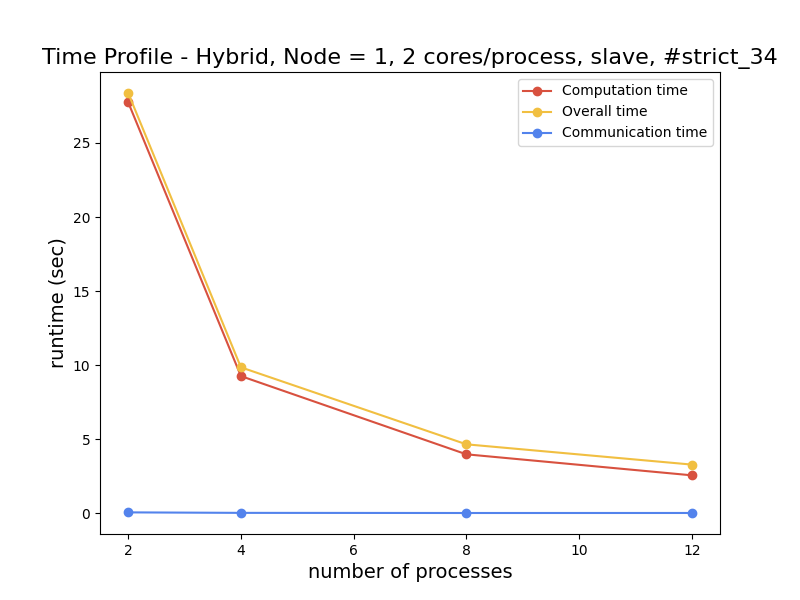 Time Profile - Hybrid, Node = 1, 2 cores/process, slave, #strict_34
Computation time
Overall time
Communication time
runtime (sec)
25
20
15
10
5
0
2
4
6
8
10
12
number of processes